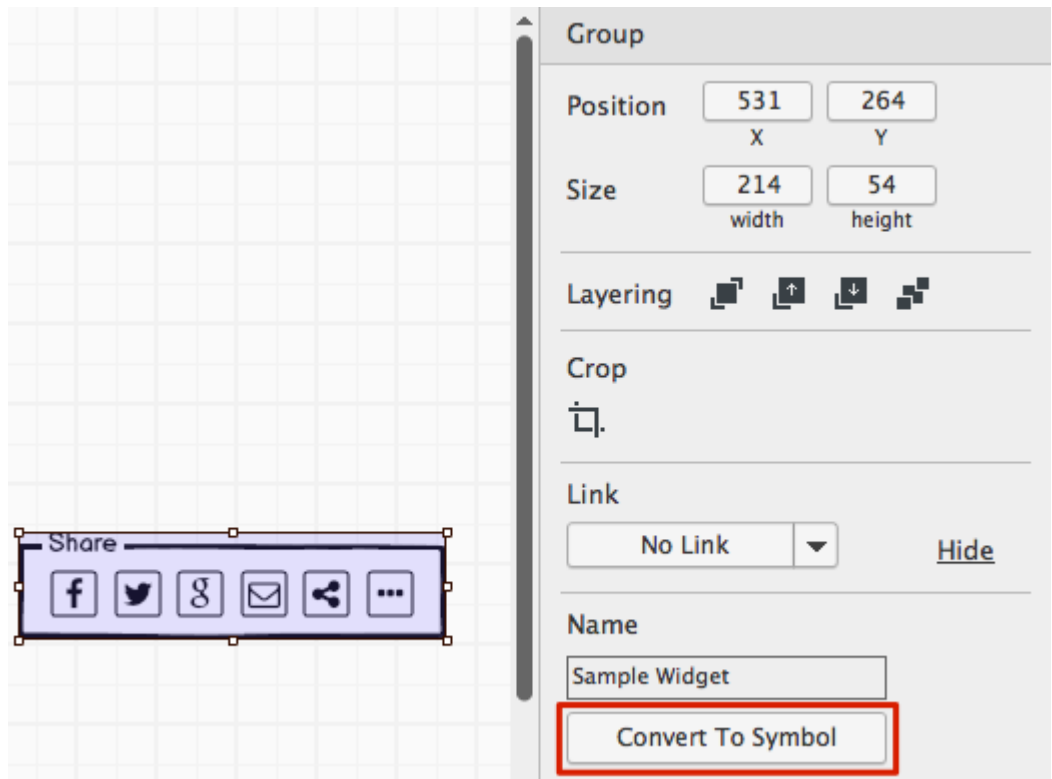 Group
Position 531 264
X Y
Size 214 54
width height
Layering
Crop
Link
No Link Hide
Share
Name
Sample Widget
Convert To Symbol